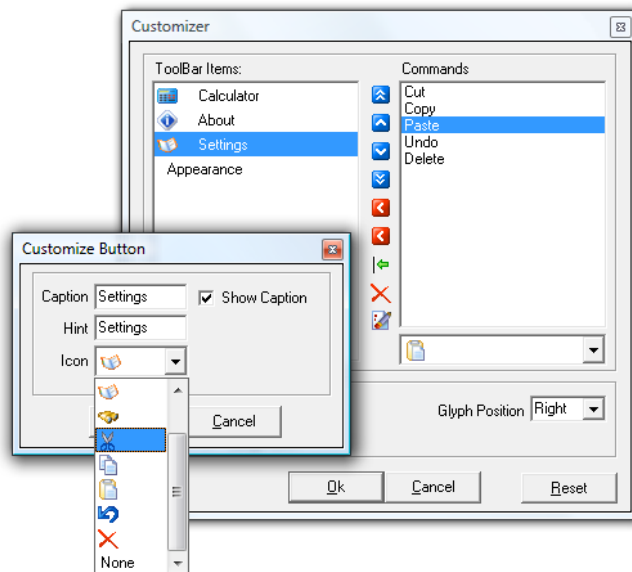 Customizer
ToolBar Items:
Commands
Calculator
About
Settings
Appearance
Cut
Copy
Paste
Undo
Delete
Customize Button
Caption Settings
Show Caption
Hint Settings
Icon
Cancel
None
Glyph Position Right
Ok
Cancel
Reset